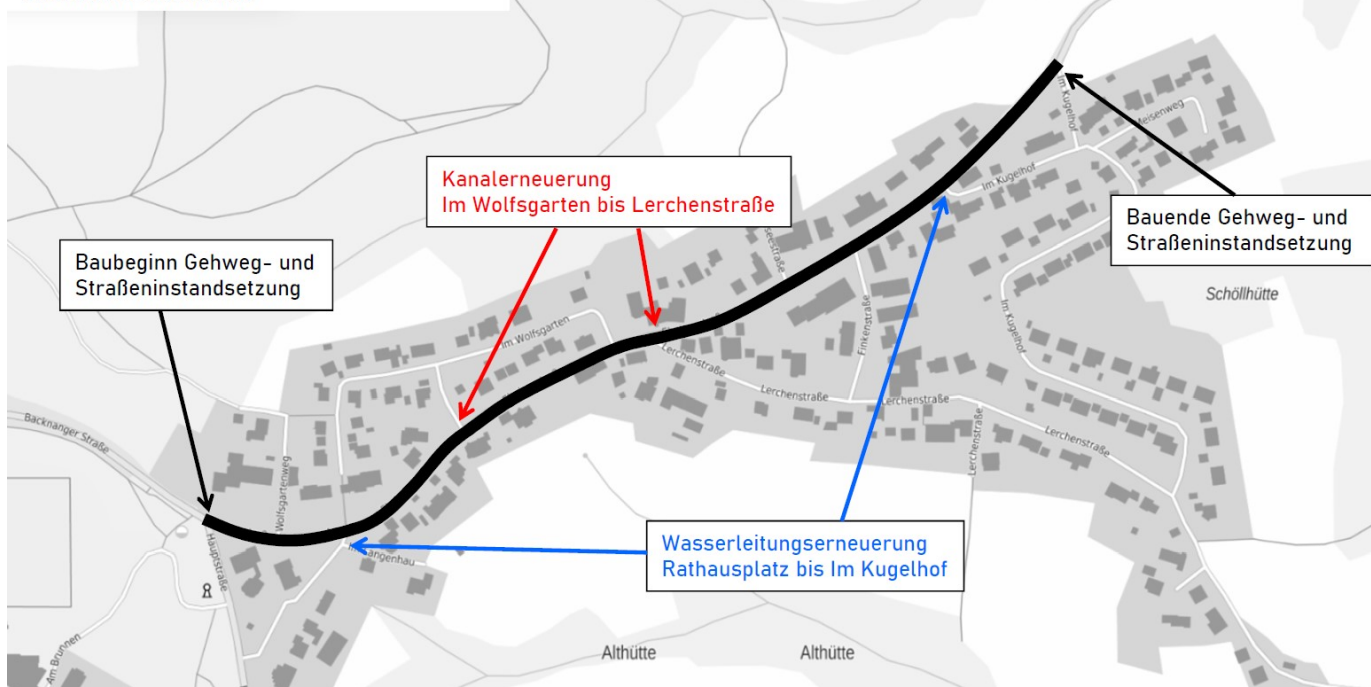 Im Kugelhof
Meisenweg
Kanalerneuerung
Im Wolfsgarten bis Lerchenstraße
Im Kugelhof
Bauende Gehweg- und
Straßeninstandsetzung
Baubeginn Gehweg- und
Straßeninstandsetzung
seestraße
Schöllhütte
Im Wolfsgarten
Finkenstraße
Im Kugelhof
Lerchenstraße
Lerchenstraße
Lerchenstraße
Lerchenstraße
Lerchenstraße
Backnanger Straße
Wolfsgartenweg
Hauptstraße
Wasserleitungserneuerung
Rathausplatz bis Im Kugelhof
angenhau
Am Brunnen
Althütte
Althütte